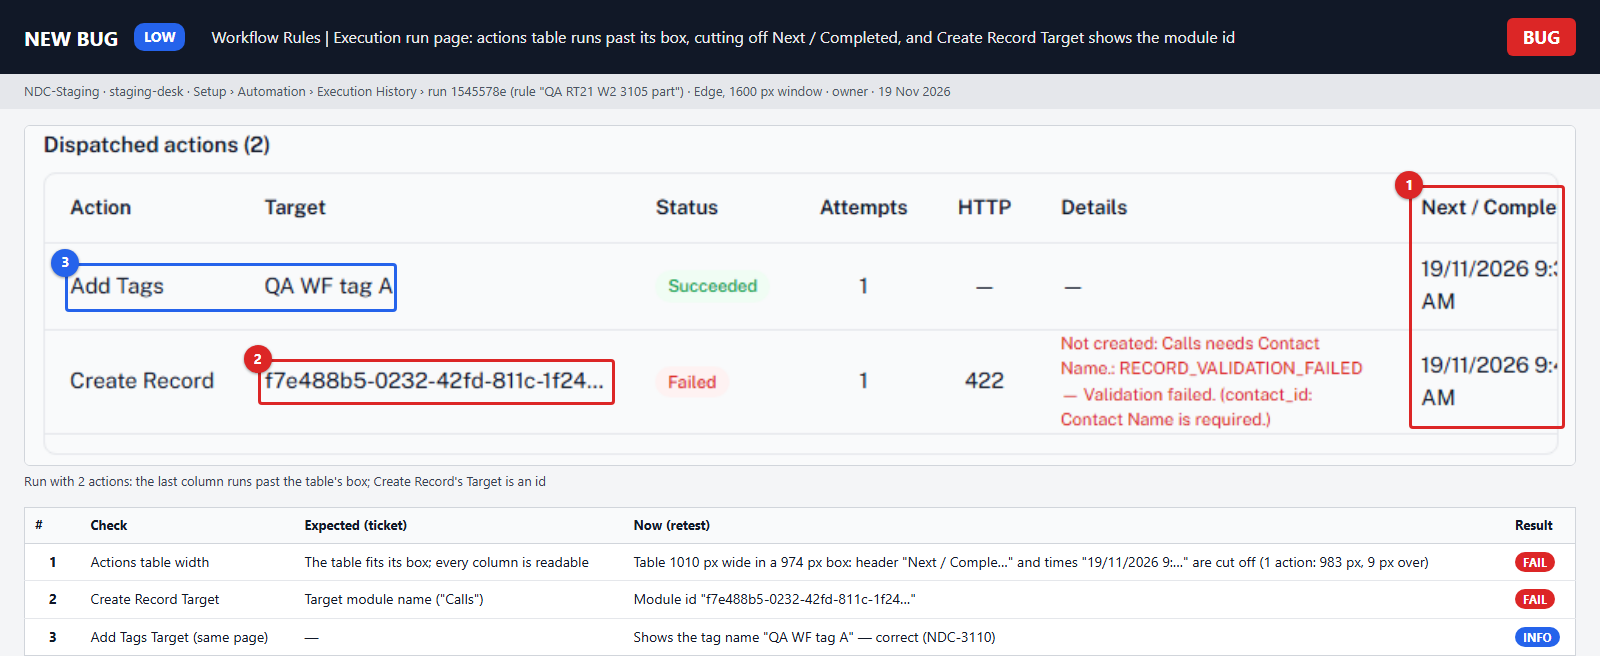 NEW BUG LOW Workflow Rules | Execution run page: actions table runs past its box, cutting off Next / Completed, and Create Record Target shows the module id BUG
NDC-Staging · staging-desk · Setup › Automation › Execution History › run 1545578e (rule "QA RT21 W2 3105 part") · Edge, 1600 px window · owner · 19 Nov 2026
Dispatched actions (2)
1
Action Target Status Attempts HTTP Details Next / Comple
3
Add Tags QA WF tag A Succeeded 1 — — 19/11/2026 9:3
AM
2
Create Record f7e488b5-0232-42fd-811c-1f24... Failed 1 422
Not created: Calls needs Contact
Name.: RECORD_VALIDATION_FAILED
— Validation failed. (contact_id:
Contact Name is required.)
19/11/2026 9:4
AM
Run with 2 actions: the last column runs past the table's box; Create Record's Target is an id
# Check Expected (ticket) Now (retest) Result
1 Actions table width The table fits its box; every column is readable Table 1010 px wide in a 974 px box: header "Next / Comple..." and times "19/11/2026 9:..." are cut off (1 action: 983 px, 9 px over) FAIL
2 Create Record Target Target module name ("Calls") Module id "f7e488b5-0232-42fd-811c-1f24..." FAIL
3 Add Tags Target (same page) — Shows the tag name "QA WF tag A" — correct (NDC-3110) INFO